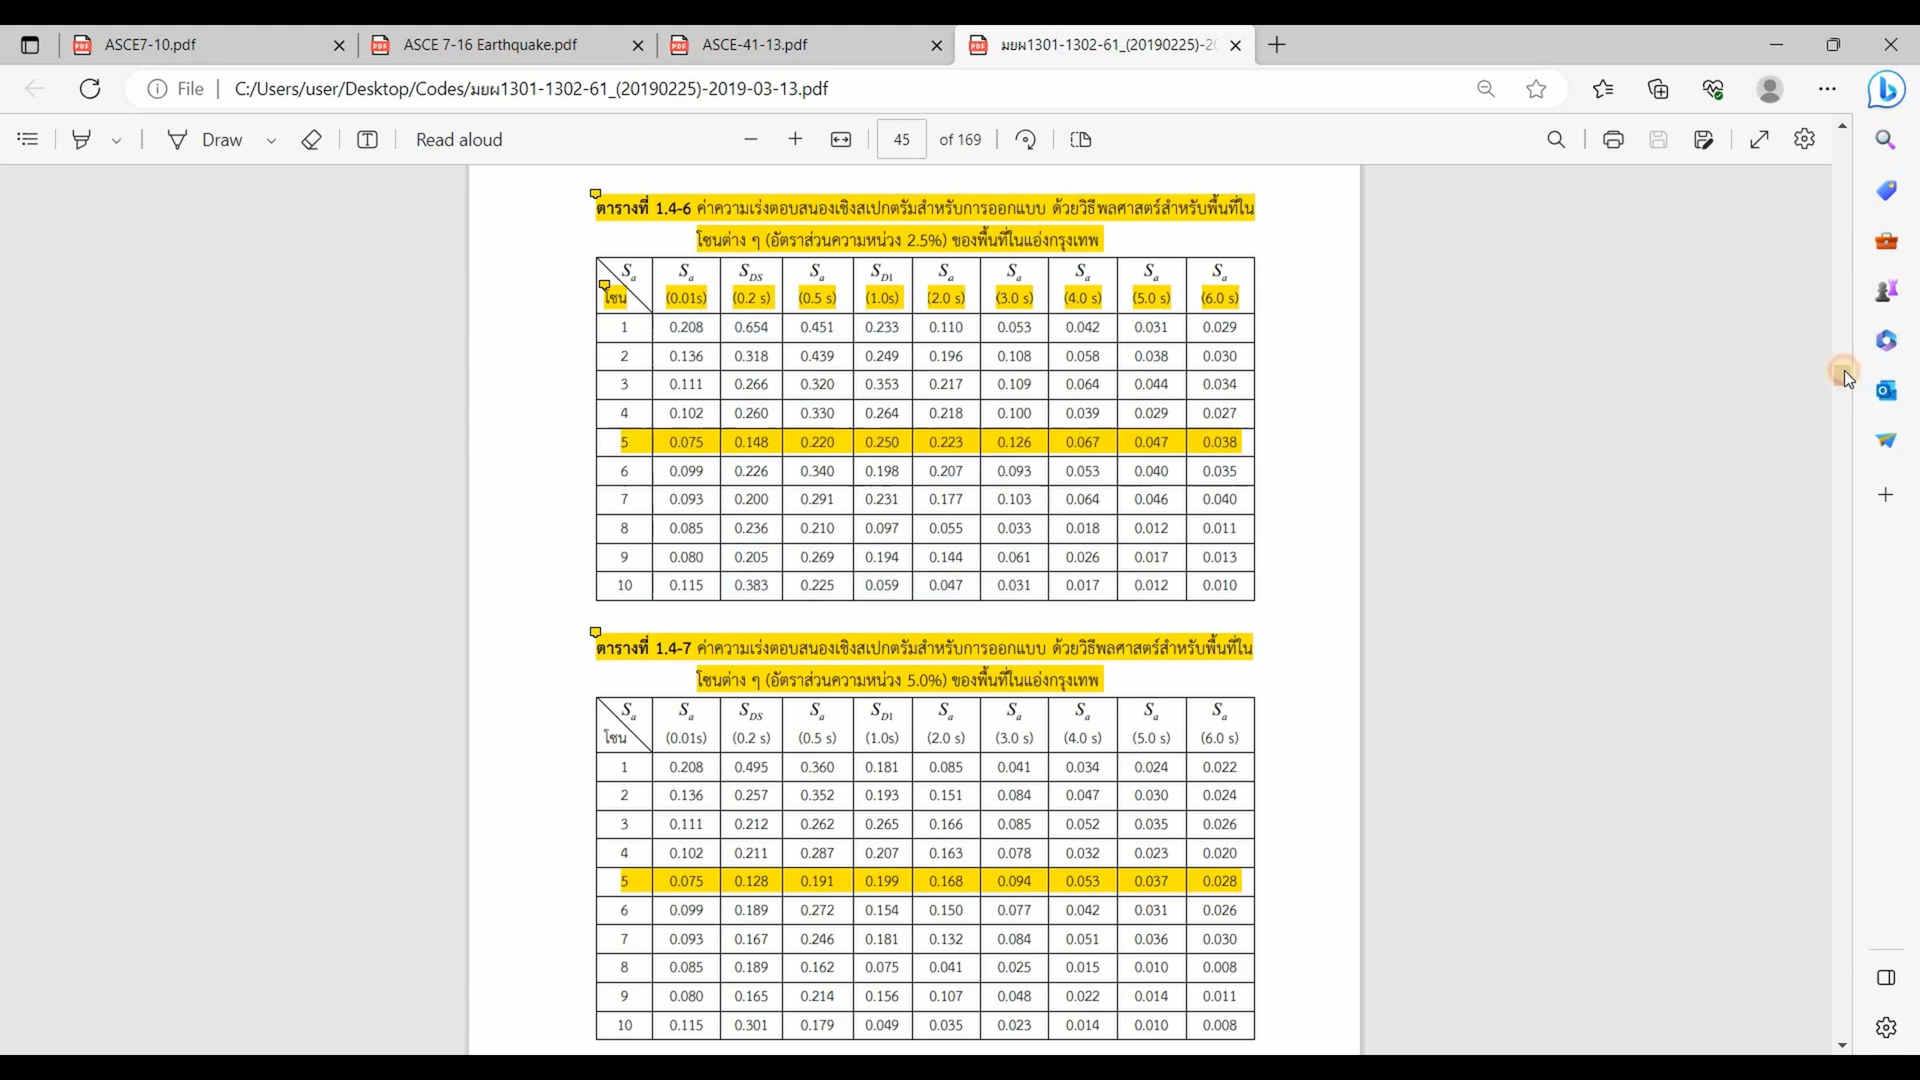 ASCE7-10.pdf
ASCE 7-16 Earthquake.pdf
ASCE-41-13.pdf
มยผ1301-1302-61_(20190225)-20
File
C:/Users/user/Desktop/Codes/มยผ1301-1302-61_(20190225)-2019-03-13.pdf
Draw
Read aloud
45 of 169
ตารางที่ 1.4-6 ค่าความเร่งตอบสนองเชิงสเปกตรัมสำหรับการออกแบบ ด้วยวิธีพลศาสตร์สำหรับพื้นที่ใน
โซนต่าง ๆ (อัตราส่วนความหน่วง 2.5%) ของพื้นที่ในแอ่งกรุงเทพ
Sa Sa SDS Sa SD1 Sa Sa Sa Sa Sa
โซน (0.01s) (0.2 s) (0.5 s) (1.0s) (2.0 s) (3.0 s) (4.0 s) (5.0 s) (6.0 s)
1 0.208 0.654 0.451 0.233 0.110 0.053 0.042 0.031 0.029
2 0.136 0.318 0.439 0.249 0.196 0.108 0.058 0.038 0.030
3 0.111 0.266 0.320 0.353 0.217 0.109 0.064 0.044 0.034
4 0.102 0.260 0.330 0.264 0.218 0.100 0.039 0.029 0.027
5 0.075 0.148 0.220 0.250 0.223 0.126 0.067 0.047 0.038
6 0.099 0.226 0.340 0.198 0.207 0.093 0.053 0.040 0.035
7 0.093 0.200 0.291 0.231 0.177 0.103 0.064 0.046 0.040
8 0.085 0.236 0.210 0.097 0.055 0.033 0.018 0.012 0.011
9 0.080 0.205 0.269 0.194 0.144 0.061 0.026 0.017 0.013
10 0.115 0.383 0.225 0.059 0.047 0.031 0.017 0.012 0.010
ตารางที่ 1.4-7 ค่าความเร่งตอบสนองเชิงสเปกตรัมสำหรับการออกแบบ ด้วยวิธีพลศาสตร์สำหรับพื้นที่ใน
โซนต่าง ๆ (อัตราส่วนความหน่วง 5.0%) ของพื้นที่ในแอ่งกรุงเทพ
Sa Sa SDS Sa SD1 Sa Sa Sa Sa Sa
โซน (0.01s) (0.2 s) (0.5 s) (1.0s) (2.0 s) (3.0 s) (4.0 s) (5.0 s) (6.0 s)
1 0.208 0.495 0.360 0.181 0.085 0.041 0.034 0.024 0.022
2 0.136 0.257 0.352 0.193 0.151 0.084 0.047 0.030 0.024
3 0.111 0.212 0.262 0.265 0.166 0.085 0.052 0.035 0.026
4 0.102 0.211 0.287 0.207 0.163 0.078 0.032 0.023 0.020
5 0.075 0.128 0.191 0.199 0.168 0.094 0.053 0.037 0.028
6 0.099 0.189 0.272 0.154 0.150 0.077 0.042 0.031 0.026
7 0.093 0.167 0.246 0.181 0.132 0.084 0.051 0.036 0.030
8 0.085 0.189 0.162 0.075 0.041 0.025 0.015 0.010 0.008
9 0.080 0.165 0.214 0.156 0.107 0.048 0.022 0.014 0.011
10 0.115 0.301 0.179 0.049 0.035 0.023 0.014 0.010 0.008